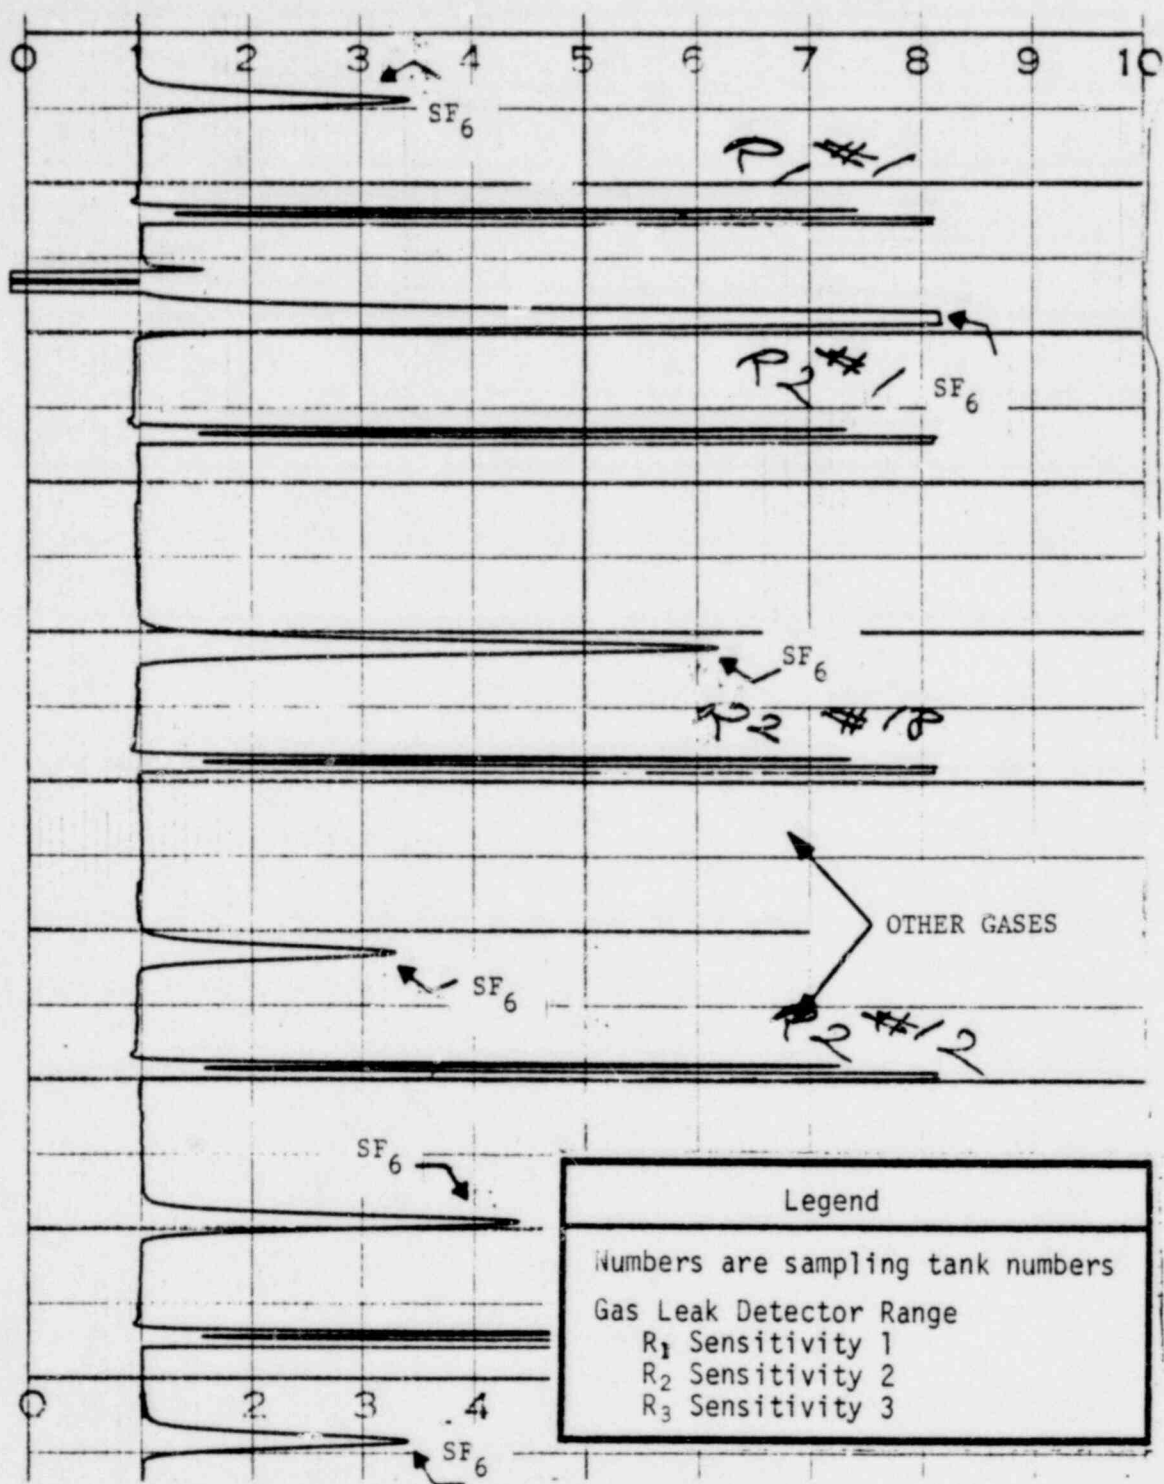 0 1 2 3 4 5 6 7 8 9 10
SF6
R1 #1
R2 #1
SF6
SF6
R2 #18
OTHER GASES
SF6
R2 #12
SF6
Legend
Numbers are sampling tank numbers
Gas Leak Detector Range
R1 Sensitivity 1
R2 Sensitivity 2
R3 Sensitivity 3
0 2 3 4
SF6